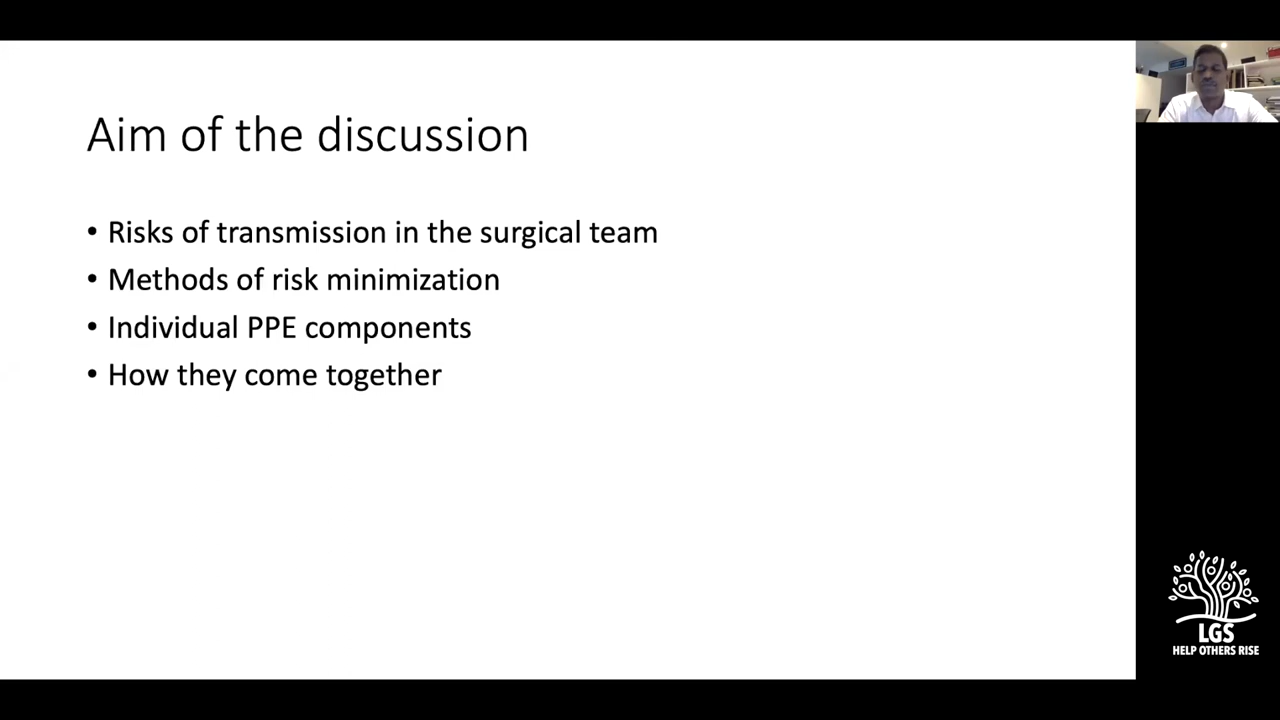 Aim of the discussion
• Risks of transmission in the surgical team
• Methods of risk minimization
• Individual PPE components
• How they come together
LGS
HELP OTHERS RISE